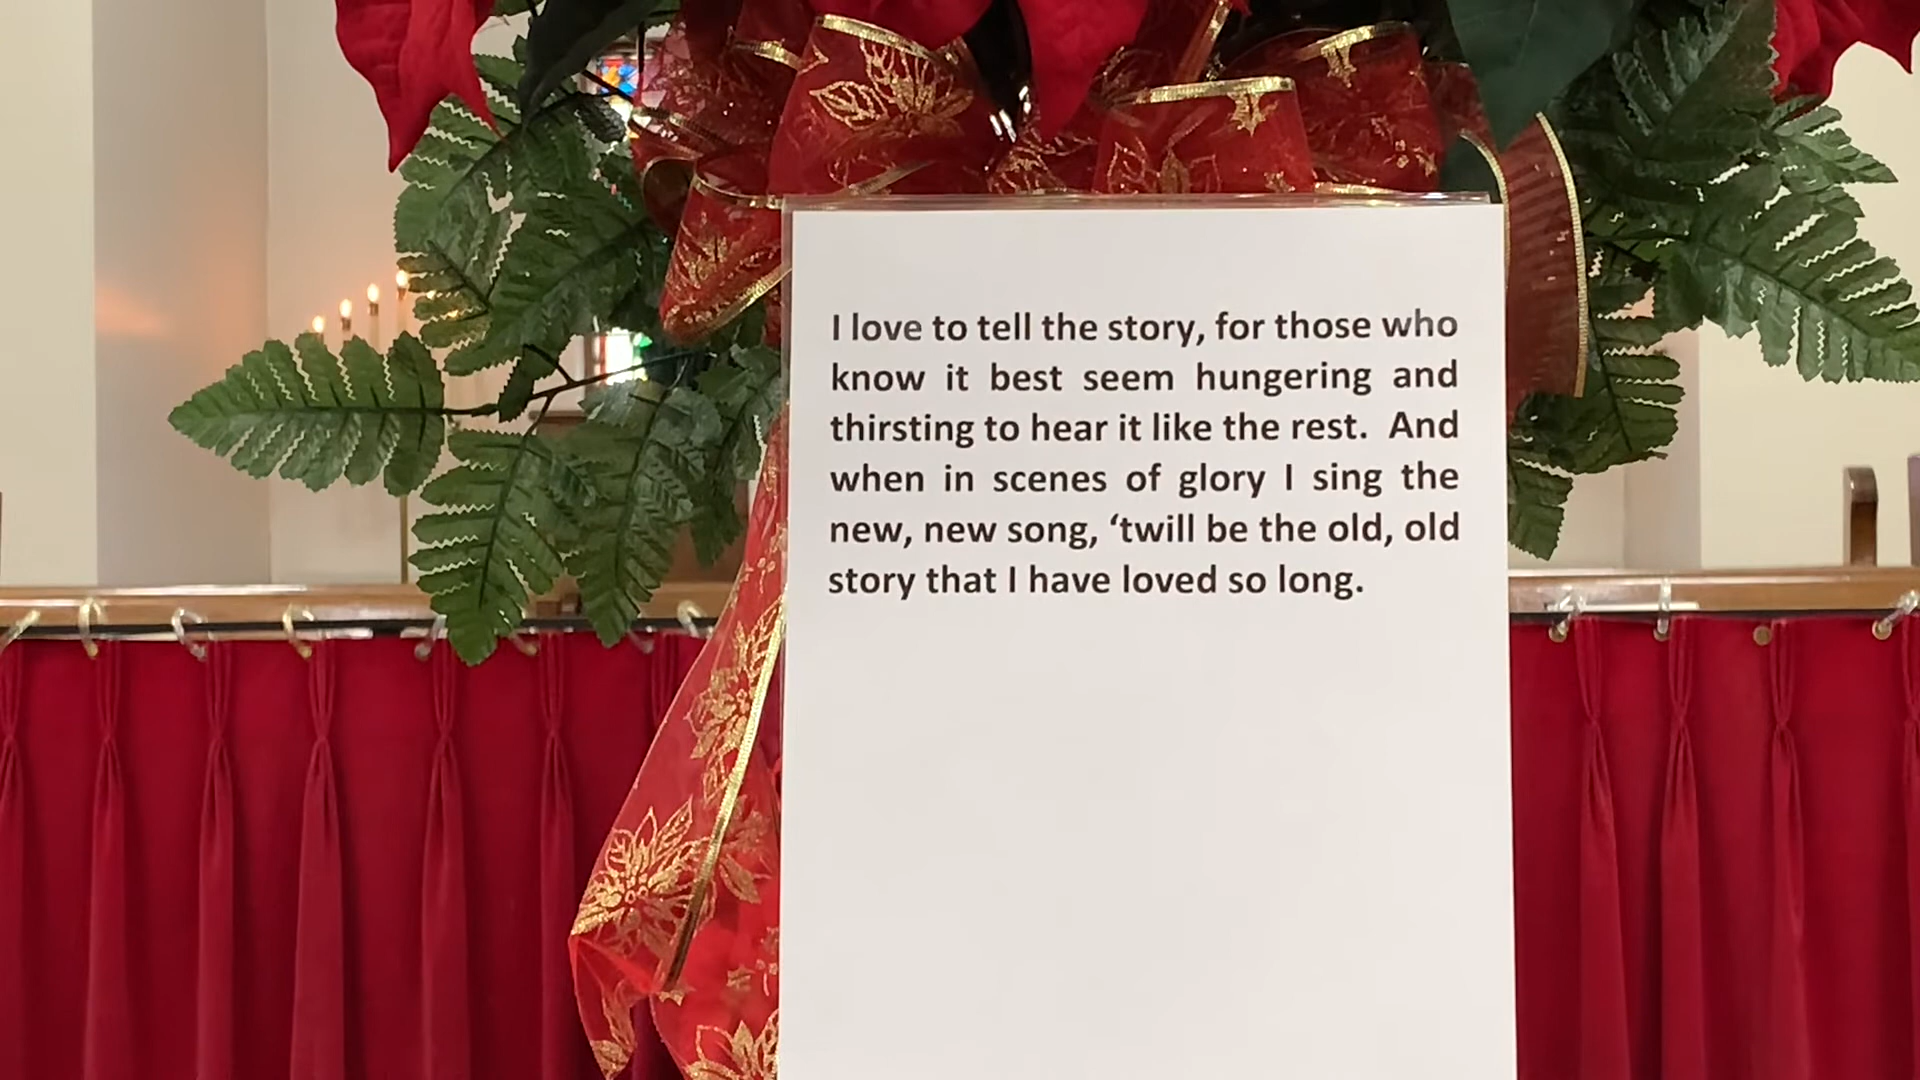 I love to tell the story, for those who
know it best seem hungering and
thirsting to hear it like the rest.  And
when in scenes of glory I sing the
new, new song, ‘twill be the old, old
story that I have loved so long.